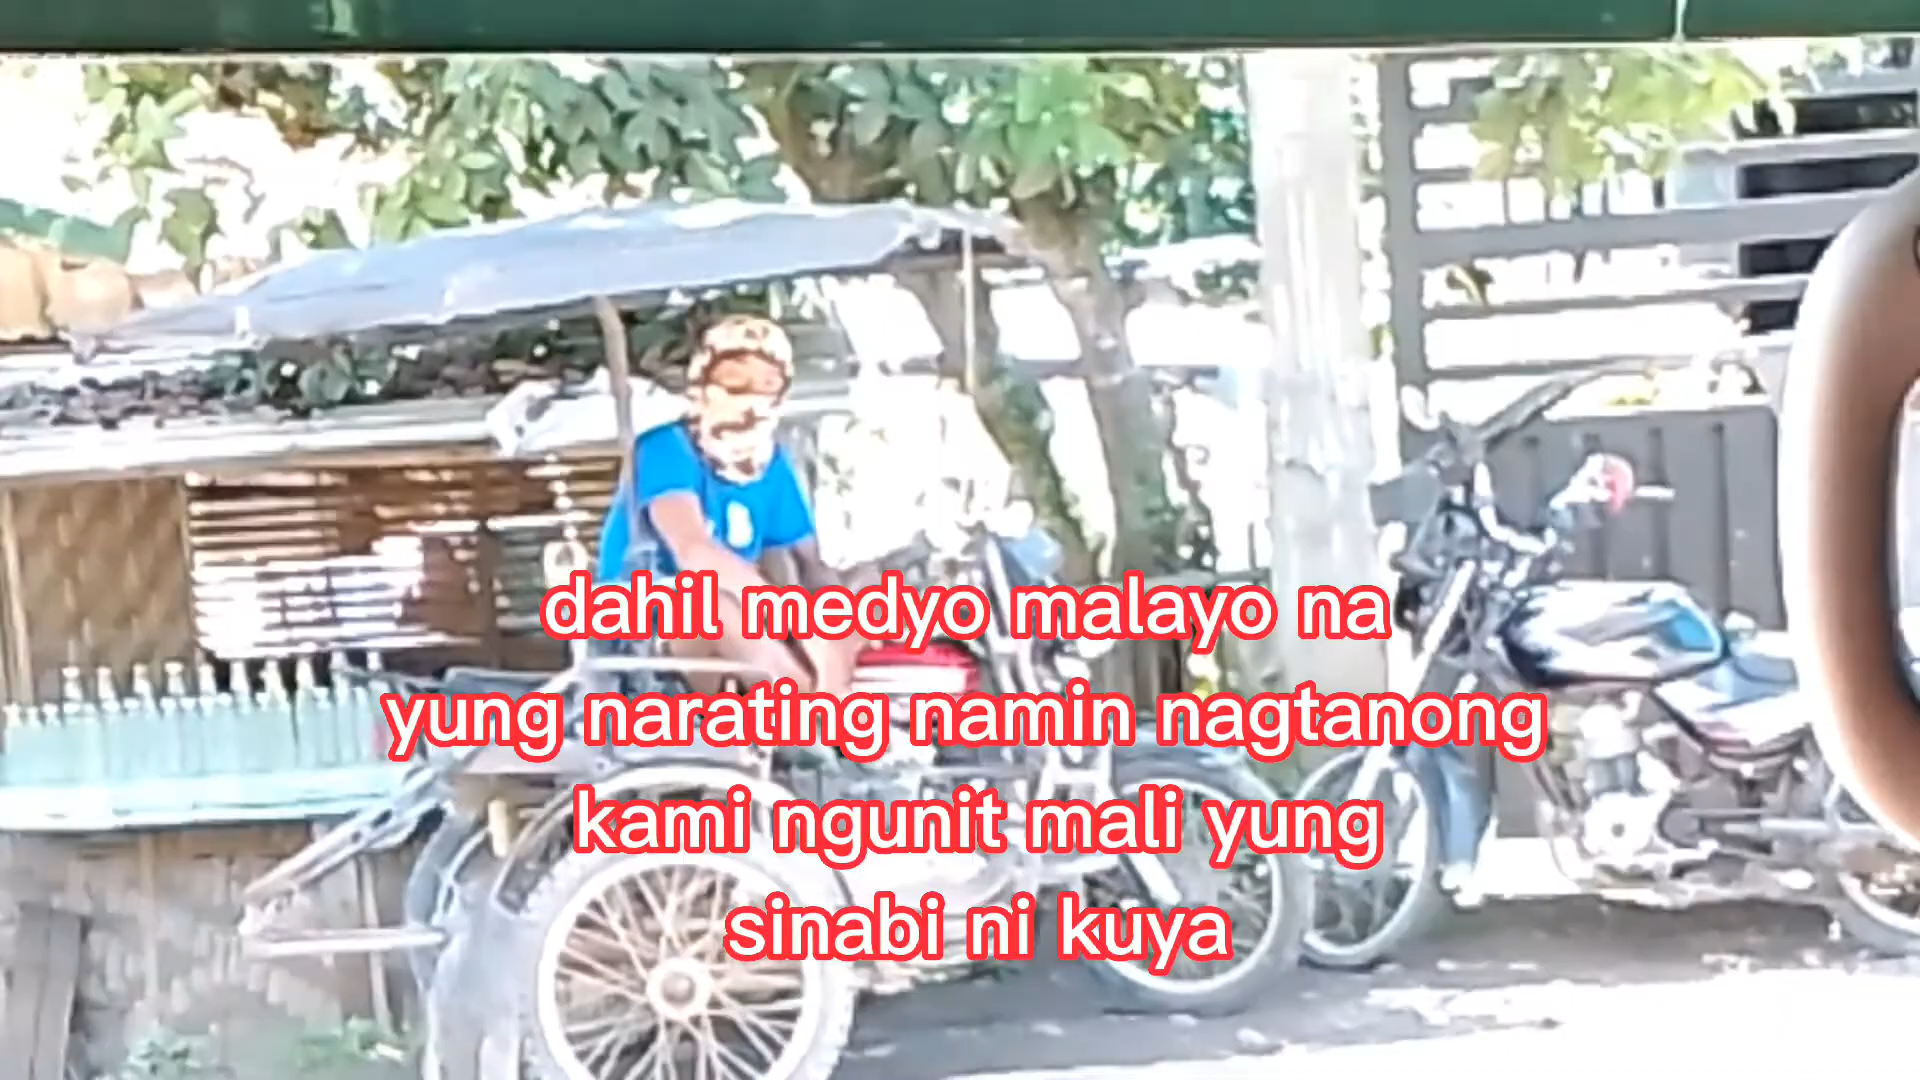 dahil medyo malayo na
yung narating namin nagtanong
kami ngunit mali yung
sinabi ni kuya